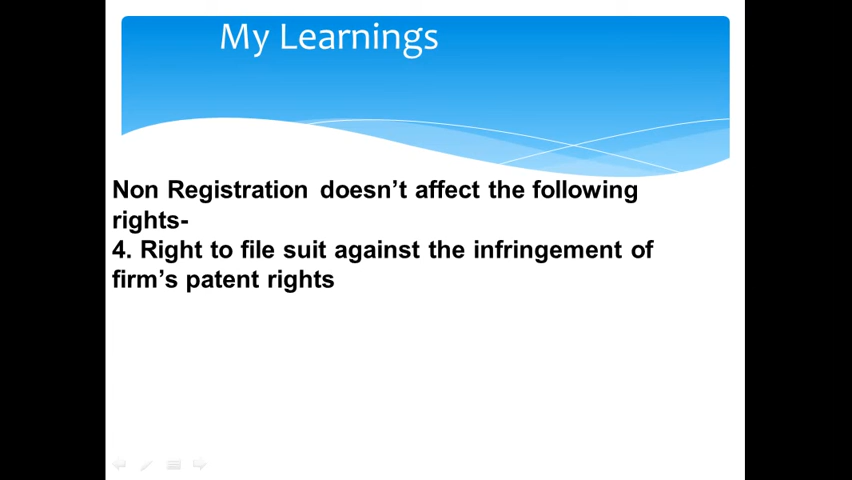 My Learnings
Non Registration doesn’t affect the following
rights-
4. Right to file suit against the infringement of
firm’s patent rights